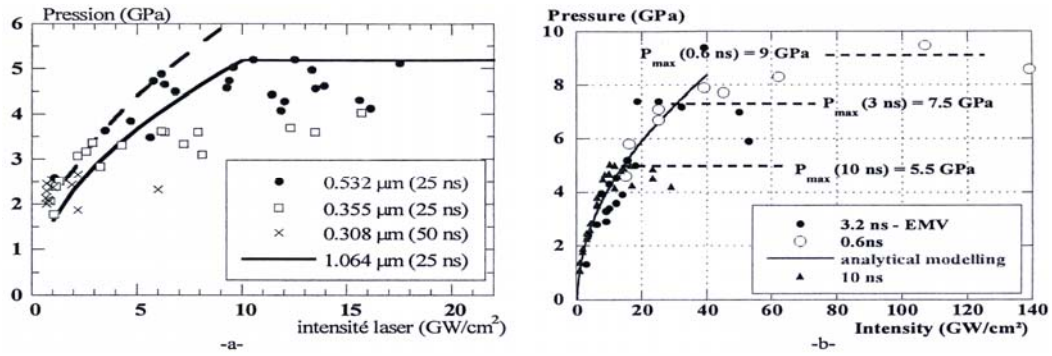 Pression (GPa)
6
5
4
3
2
1
0
0 5 10 15 20
0.532 µm (25 ns)
0.355 µm (25 ns)
0.308 µm (50 ns)
1.064 µm (25 ns)
intensité laser (GW/cm²)
-a-
Pressure (GPa)
10
8
6
4
2
0
P max (0.6 ns) = 9 GPa
P max (3 ns) = 7.5 GPa
P max (10 ns) = 5.5 GPa
3.2 ns - EMV
0.6ns
analytical modelling
10 ns
0 20 40 60 80 100 120 140
Intensity (GW/cm²)
-b-